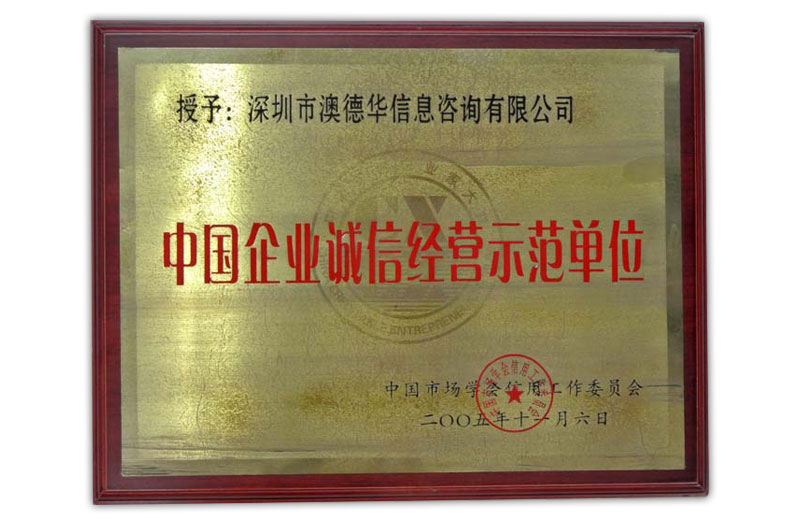 授予：深圳市澳德华信息咨询有限公司
中国企业诚信经营示范单位
中国市场学会信用工作委员会
二〇〇五年十一月六日